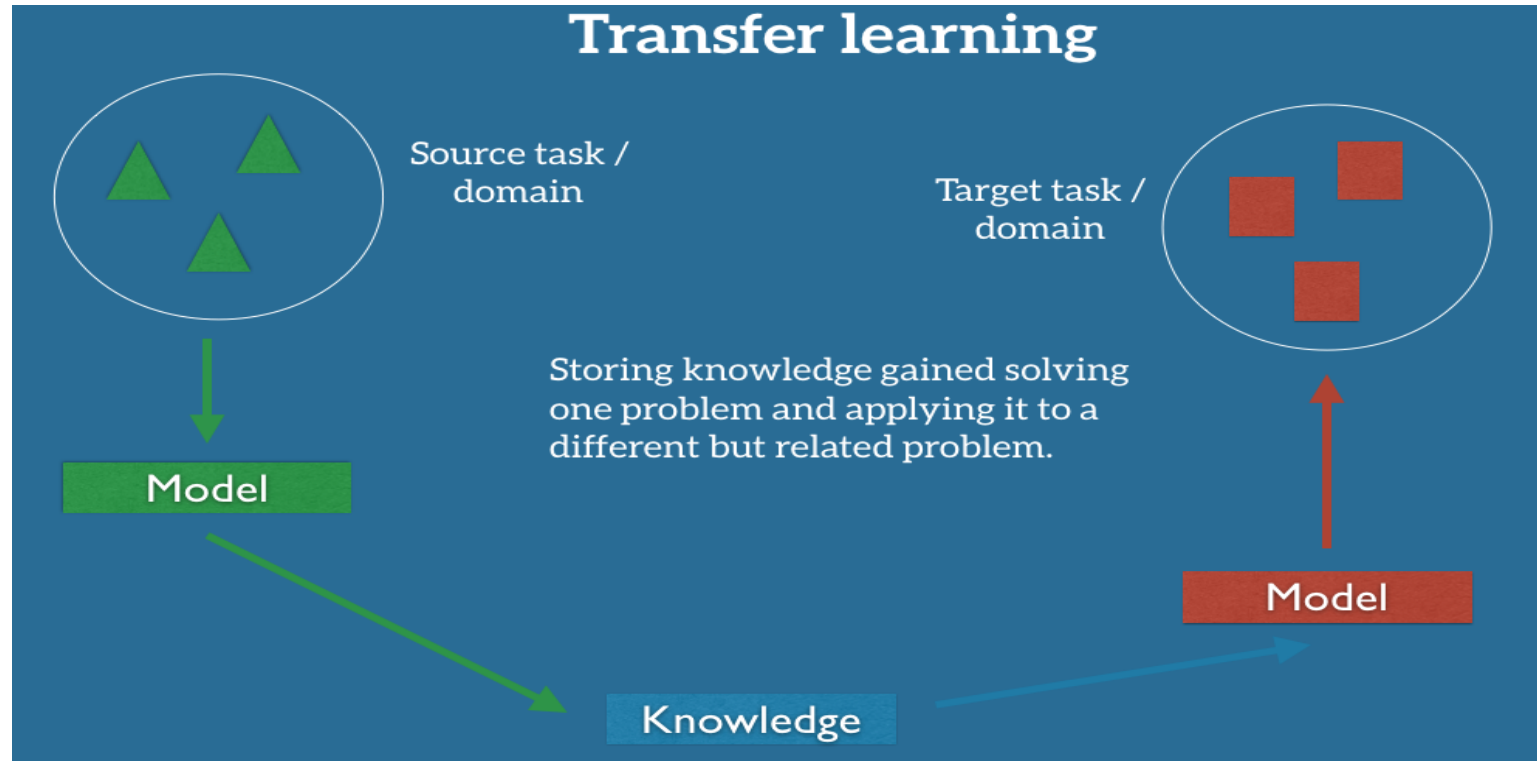 Transfer learning
Source task /
domain
Target task /
domain
Storing knowledge gained solving
one problem and applying it to a
different but related problem.
Model
Model
Knowledge